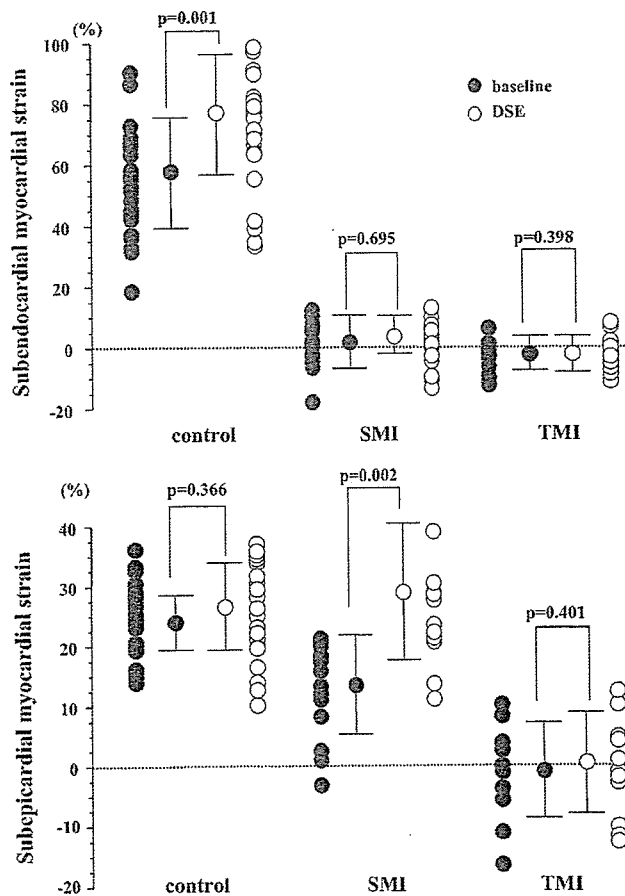 (%)
p=0.001
100
baseline
DSE
80
60
40
p=0.695
p=0.398
20
0
-20
Subendocardial myocardial strain
control
SMI
TMI
(%)
p=0.366
p=0.002
40
30
p=0.401
20
10
0
-10
-20
Subepicardial myocardial strain
control
SMI
TMI